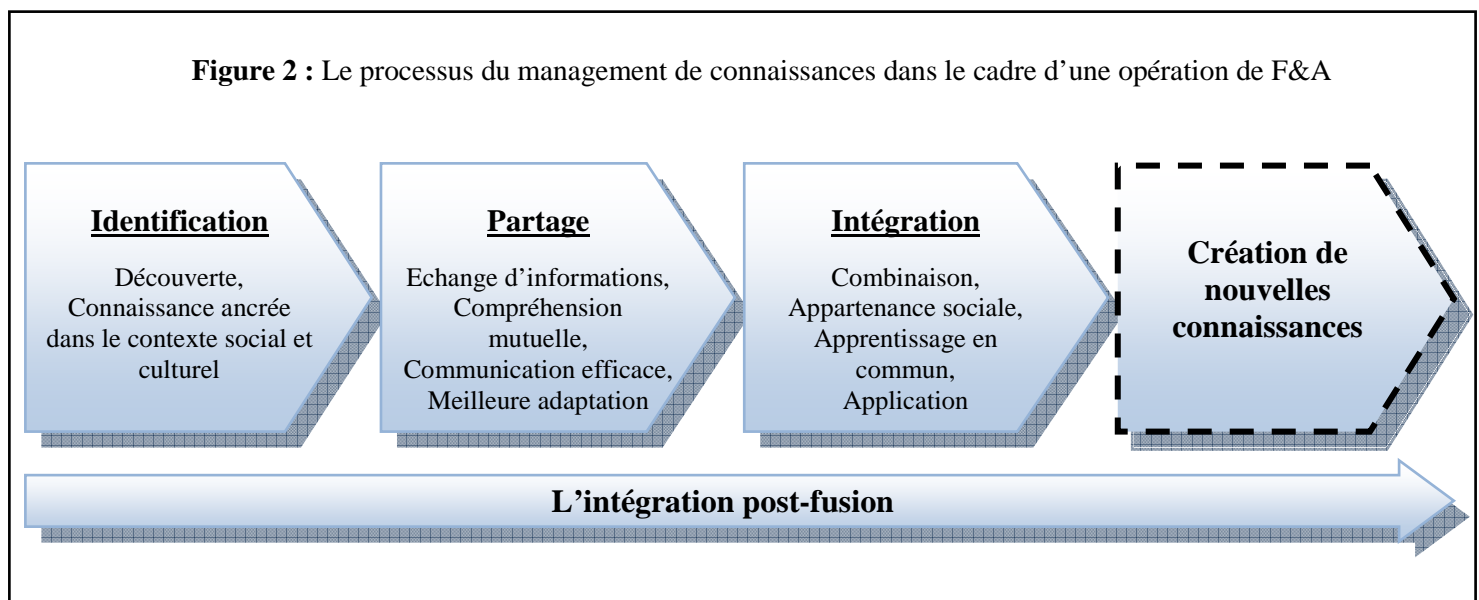 Figure 2 : Le processus du management de connaissances dans le cadre d’une opération de F&A
Identification
Découverte,
Connaissance ancrée
dans le contexte social et
culturel
Partage
Echange d’informations,
Compréhension
mutuelle,
Communication efficace,
Meilleure adaptation
Intégration
Combinaison,
Appartenance sociale,
Apprentissage en
commun,
Application
Création de
nouvelles
connaissances
L’intégration post-fusion